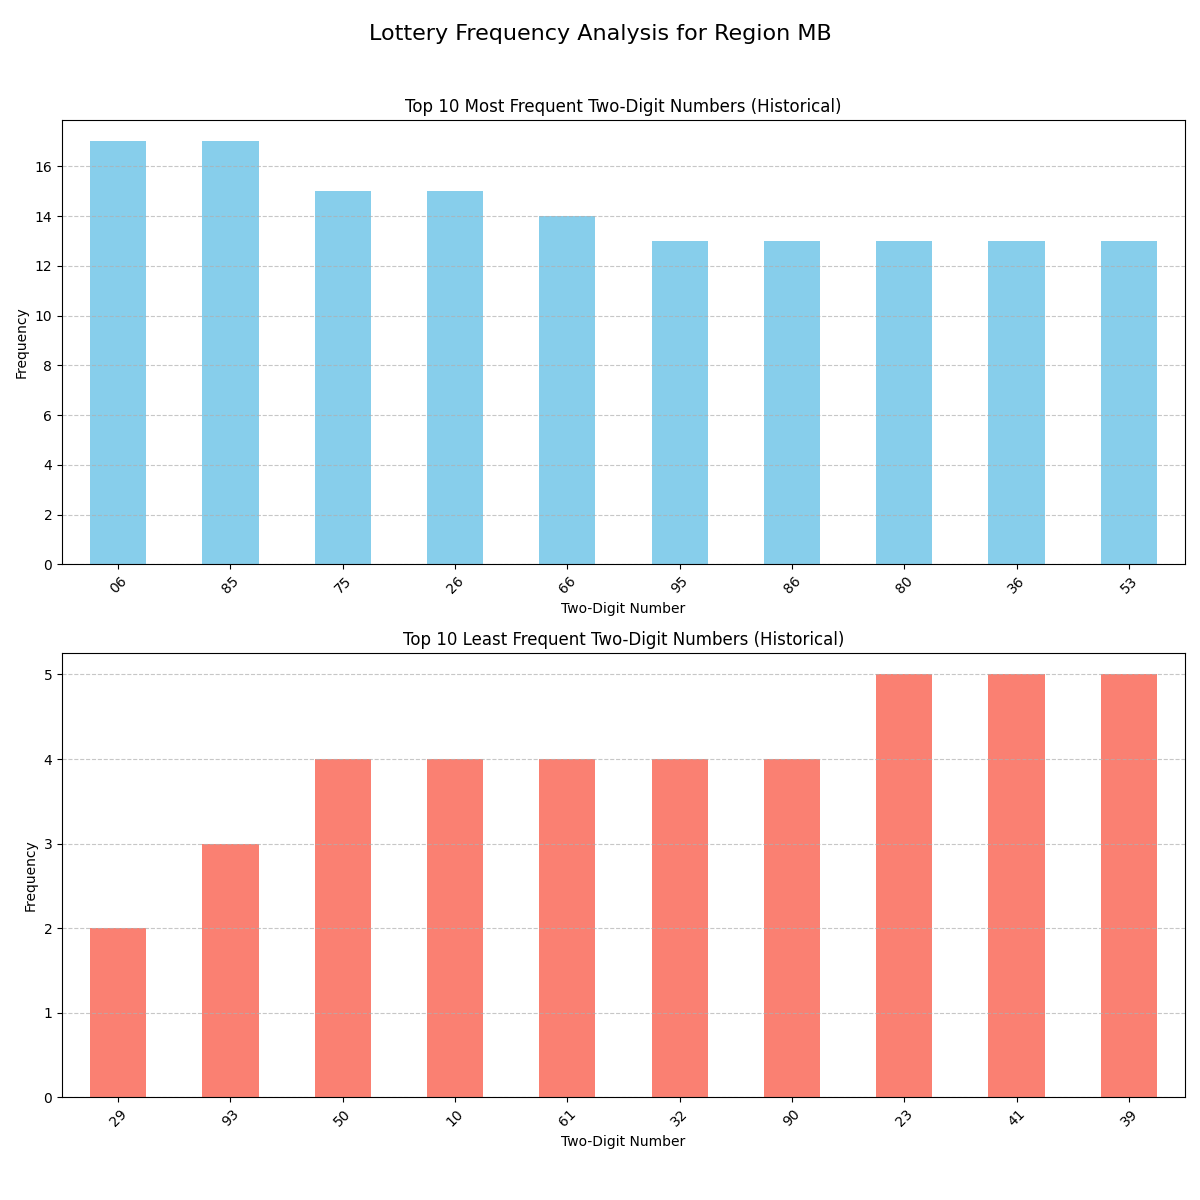 Lottery Frequency Analysis for Region MB
Top 10 Most Frequent Two-Digit Numbers (Historical)
Frequency
16
14
12
10
8
6
4
2
0
06 85 75 26 66 95 86 80 36 53
Two-Digit Number
Top 10 Least Frequent Two-Digit Numbers (Historical)
Frequency
5
4
3
2
1
0
29 93 50 10 61 32 90 23 41 39
Two-Digit Number